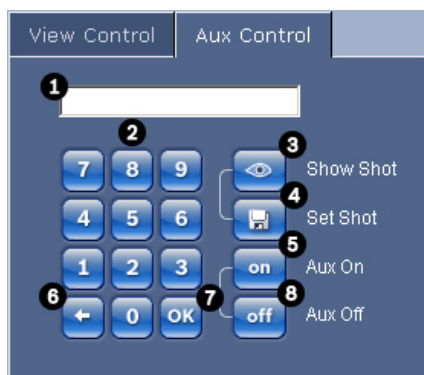 View Control Aux Control
1
2
7 8 9 3 Show Shot
4 5 6 4 Set Shot
1 2 3 5 on Aux On
6 0 OK 7 off 8 Aux Off